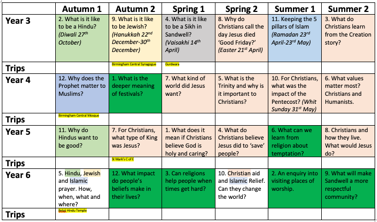 Autumn 1 Autumn 2 Spring 1 Spring 2 Summer 1 Summer 2
Year 3
2. What is it like
to be a Hindu?
(Diwali 27th
October)
9. What is it like
to be Jewish?
(Hanukkah 22nd
December-30th
December)
4. What is it like
to be a Sikh in
Sandwell?
(Vaisakhi 14th
April)
8. Why do
Christians call the
day Jesus died
'Good Friday?'
(Easter 21st April)
11. Keeping the 5
pillars of Islam
(Ramadan 23rd
April-23rd May)
3. What do
Christians learn
from the Creation
story?
Trips
Birmingham Central Synagogue
Gurdwara
Year 4
12. Why does the
Prophet matter to
Muslims?
1. What is the
deeper meaning
of festivals?
7. What kind of
world did Jesus
want?
5. What is the
Trinity and why is
it important to
Christians?
10. For Christians,
what was the
impact of the
Pentecost? (Whit
Sunday 31st May)
6. What values
matter most?
Christians and
Humanists.
Trips
Birmingham Central Mosque
Year 5
11. Why do
Hindus want to
be good?
7. For Christians,
what type of King
was Jesus?
1. What does it
mean if Christians
believe God is
holy and caring?
4. What do
Christians believe
Jesus did to 'save'
people?
6. What can we
learn from
religion about
temptation?
8. Christians and
how they live.
What would Jesus
do?
Trips
Year 6
5. Hindu, Jewish
and Islamic
prayer. How,
when, what and
where?
12. What impact
do people's
beliefs make in
their lives?
3. Can religions
help people when
times get hard?
10. Christian aid
and Islamic Relief.
Can they change
the world?
2. An enquiry into
visiting places of
worship.
9. What will make
Sandwell a more
respectful
community?
Trips
Hindu Temple